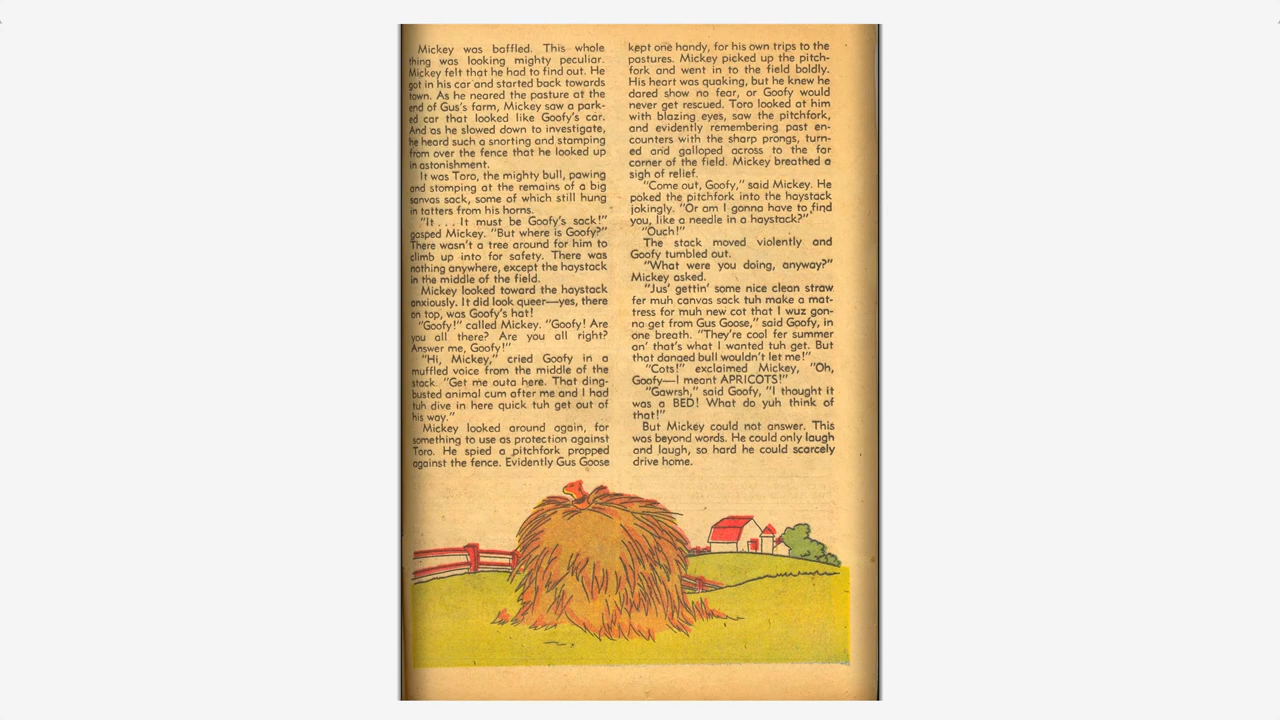 Mickey was baffled. This whole
thing was looking mighty peculiar.
Mickey felt that he had to find out. He
got in his car and started back towards
town. As he neared the pasture at the
end of Gus's farm, Mickey saw a park-
ed car that looked like Goofy's car.
And as he slowed down to investigate,
he heard such a snorting and stamping
from over the fence that he looked up
in astonishment.
It was Toro, the mighty bull, pawing
and stomping at the remains of a big
sanvas sack, some of which still hung
in tatters from his horns.
"It . . . It must be Goofy's sack!"
gasped Mickey. "But where is Goofy?"
There wasn't a tree around for him to
climb up into for safety. There was
nothing anywhere, except the haystack
in the middle of the field.
Mickey looked toward the haystack
anxiously. It did look queer—yes, there
on top, was Goofy's hat!
"Goofy!" called Mickey. "Goofy! Are
you all there? Are you all right?
Answer me, Goofy!"
"Hi, Mickey," cried Goofy in a
muffled voice from the middle of the
stack. "Get me outa here. That ding-
busted animal cum after me and I had
tuh dive in here quick tuh get out of
his way."
Mickey looked around again, for
something to use as protection against
Toro. He spied a pitchfork propped
against the fence. Evidently Gus Goose
kept one handy, for his own trips to the
pastures. Mickey picked up the pitch-
fork and went in to the field boldly.
His heart was quaking, but he knew he
dared show no fear, or Goofy would
never get rescued. Toro looked at him
with blazing eyes, saw the pitchfork,
and evidently remembering past en-
counters with the sharp prongs, turn-
ed and galloped across to the far
corner of the field. Mickey breathed a
sigh of relief.
"Come out, Goofy," said Mickey. He
poked the pitchfork into the haystack
jokingly. "Or am I gonna have to find
you, like a needle in a haystack?"
"Ouch!"
The stack moved violently and
Goofy tumbled out.
"What were you doing, anyway?"
Mickey asked.
"Jus' gettin' some nice clean straw
fer muh canvas sack tuh make a mat-
tress for muh new cot that I wuz gon-
na get from Gus Goose," said Goofy, in
one breath. "They're cool fer summer
an' that's what I wanted tuh get. But
that danged bull wouldn't let me!"
"Cots!" exclaimed Mickey, "Oh,
Goofy—I meant APRICOTS!"
"Gawrsh," said Goofy, "I thought it
was a BED! What do yuh think of
that!"
But Mickey could not answer. This
was beyond words. He could only laugh
and laugh, so hard he could scarcely
drive home.